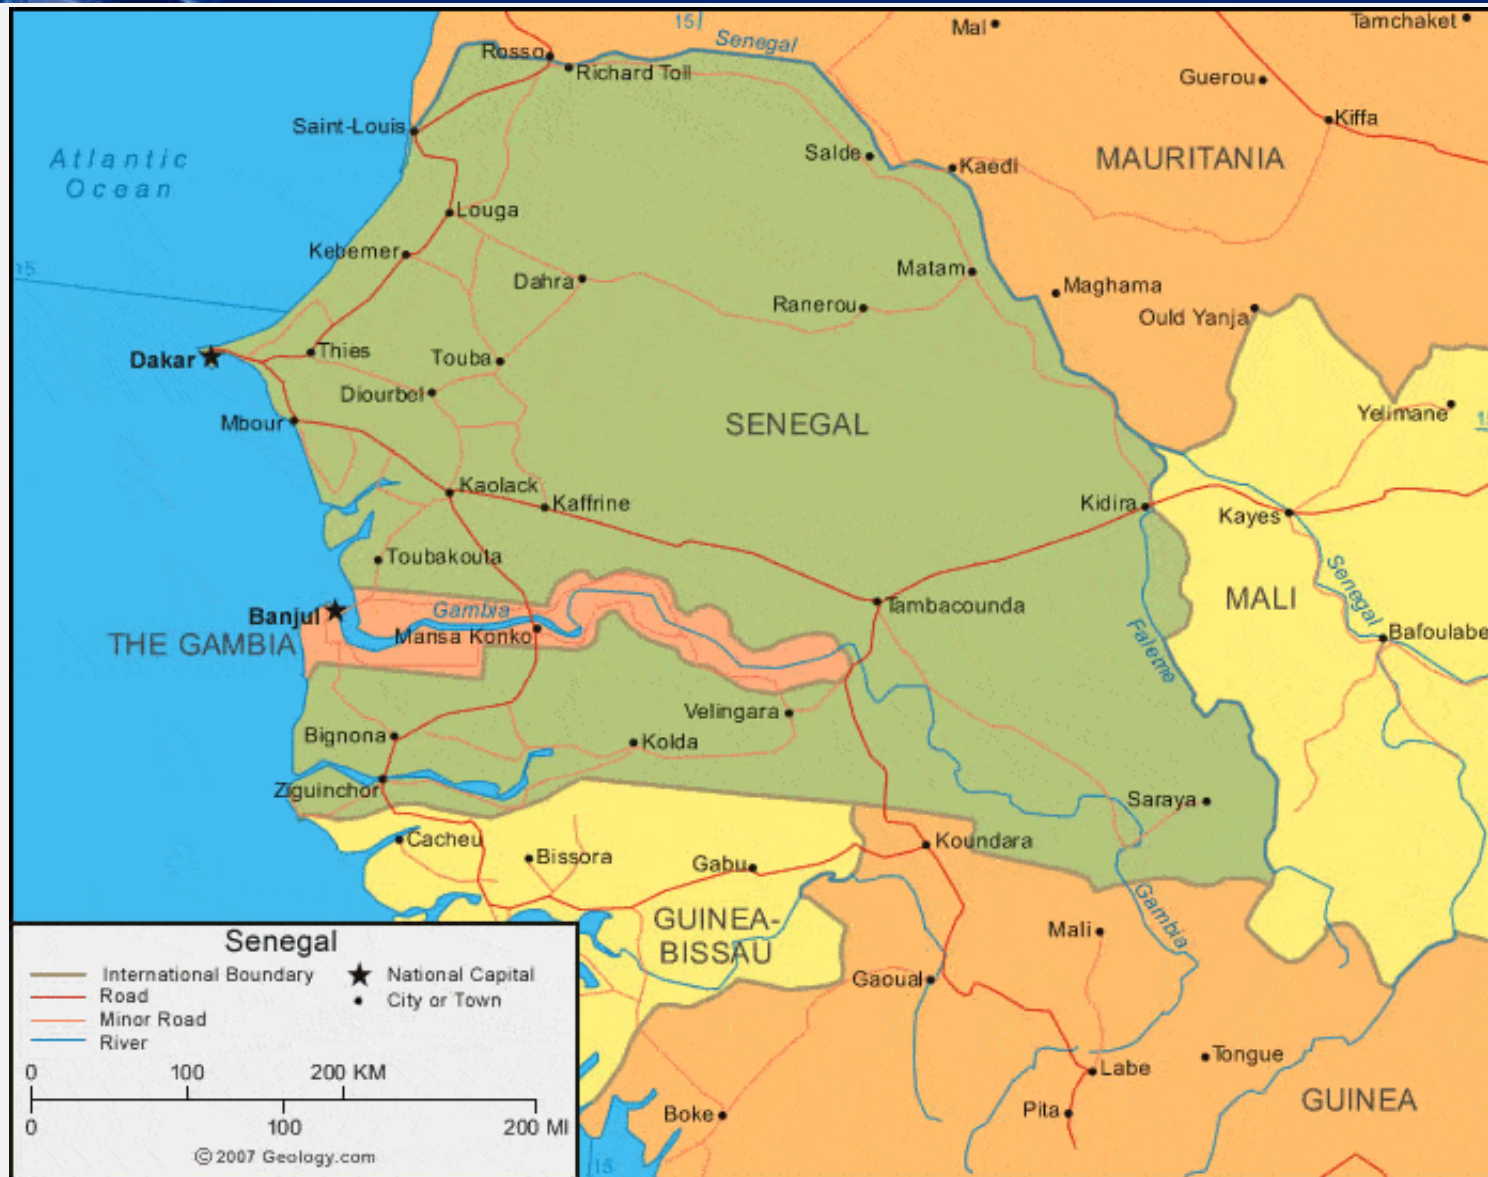 15
Senegal
Mal
Tamchaket
Rosso
Richard Toll
Guerou
Kiffa
Saint-Louis
Atlantic
Ocean
Salde
Kaedi
MAURITANIA
Louga
Kebemer
15
Dahra
Matam
Maghama
Ranerou
Ould Yanja
Dakar
Thies
Touba
Diourbel
Mbour
SENEGAL
Yelimane
Kaolack
Kaffrine
Kidira
Kayes
Toubakouta
Senegal
MALI
Banjul
Gambia
Tambacounda
Mansa Konko
THE GAMBIA
Faleme
Bafoulabe
Velingara
Bignona
Kolda
Ziguinchor
Saraya
Cacheu
Bissora
Gabu
Koundara
GUINEA-
BISSAU
Gambia
Mali
Gaoual
Tongue
Labe
Boke
Pita
GUINEA
15
Senegal
International Boundary
National Capital
Road
City or Town
Minor Road
River
0 100 200 KM
0 100 200 MI
©2007 Geology.com